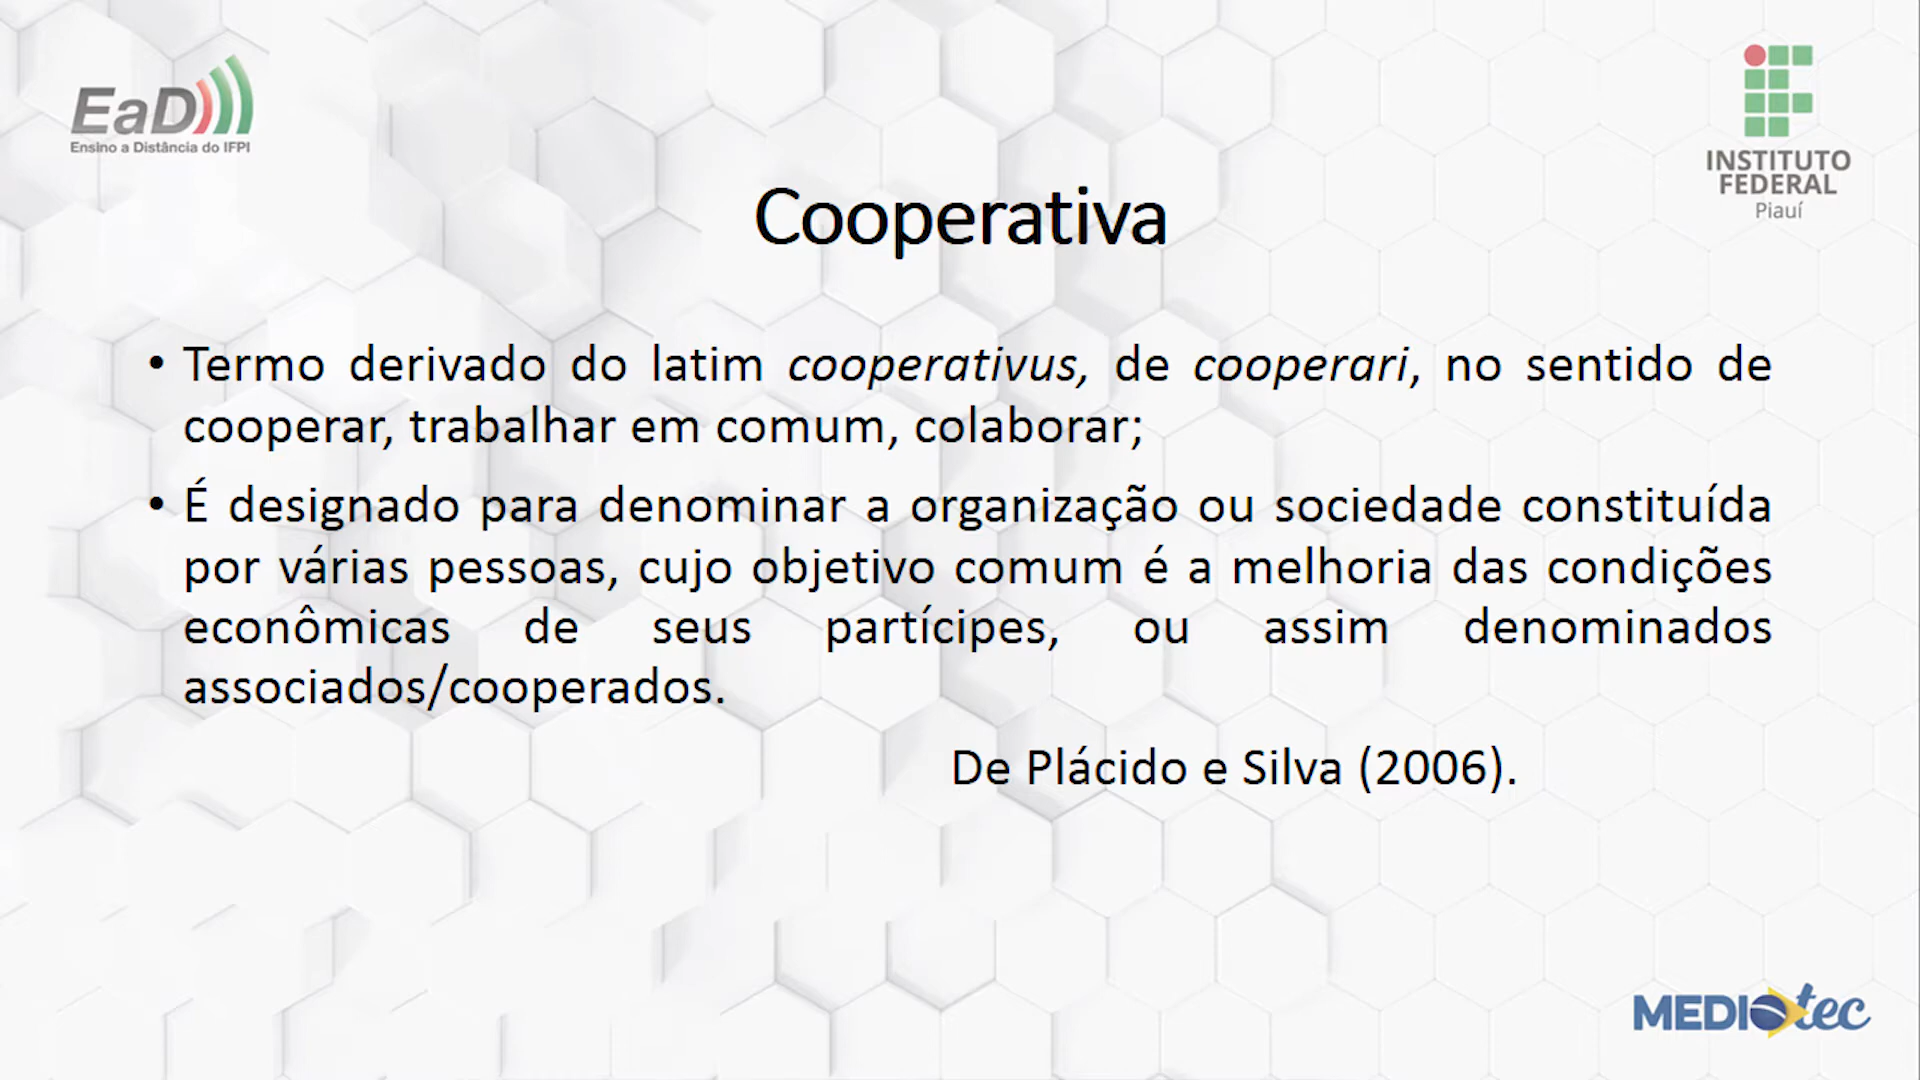 EaD
Ensino a Distância do IFPI
INSTITUTO
FEDERAL
Piauí
Cooperativa
• Termo derivado do latim cooperativus, de cooperari, no sentido de
cooperar, trabalhar em comum, colaborar;
• É designado para denominar a organização ou sociedade constituída
por várias pessoas, cujo objetivo comum é a melhoria das condições
econômicas de seus partícipes, ou assim denominados
associados/cooperados.
De Plácido e Silva (2006).
MEDIOtec